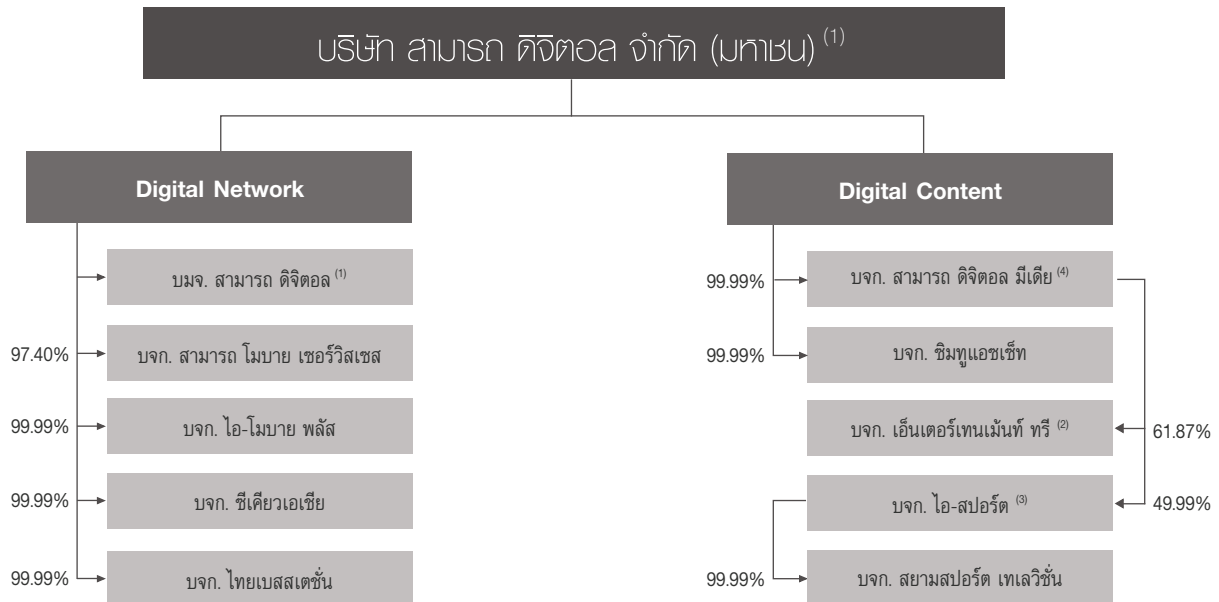 บริษัท สามารถ ดิจิตอล จำกัด (มหาชน) (1)
Digital Network
บมจ. สามารถ ดิจิตอล (1)
97.40% บจก. สามารถ โมบาย เซอร์วิสเซส
99.99% บจก. ไอ-โมบาย พลัส
99.99% บจก. ซีเคียวเอเชีย
99.99% บจก. ไทยเบสสเตชั่น
Digital Content
99.99% บจก. สามารถ ดิจิตอล มีเดีย (4)
99.99% บจก. ซิมทูแอซเซ็ท
บจก. เอ็นเตอร์เทนเม้นท์ ทรี (2) 61.87%
บจก. ไอ-สปอร์ต (3) 49.99%
99.99% บจก. สยามสปอร์ต เทเลวิชั่น